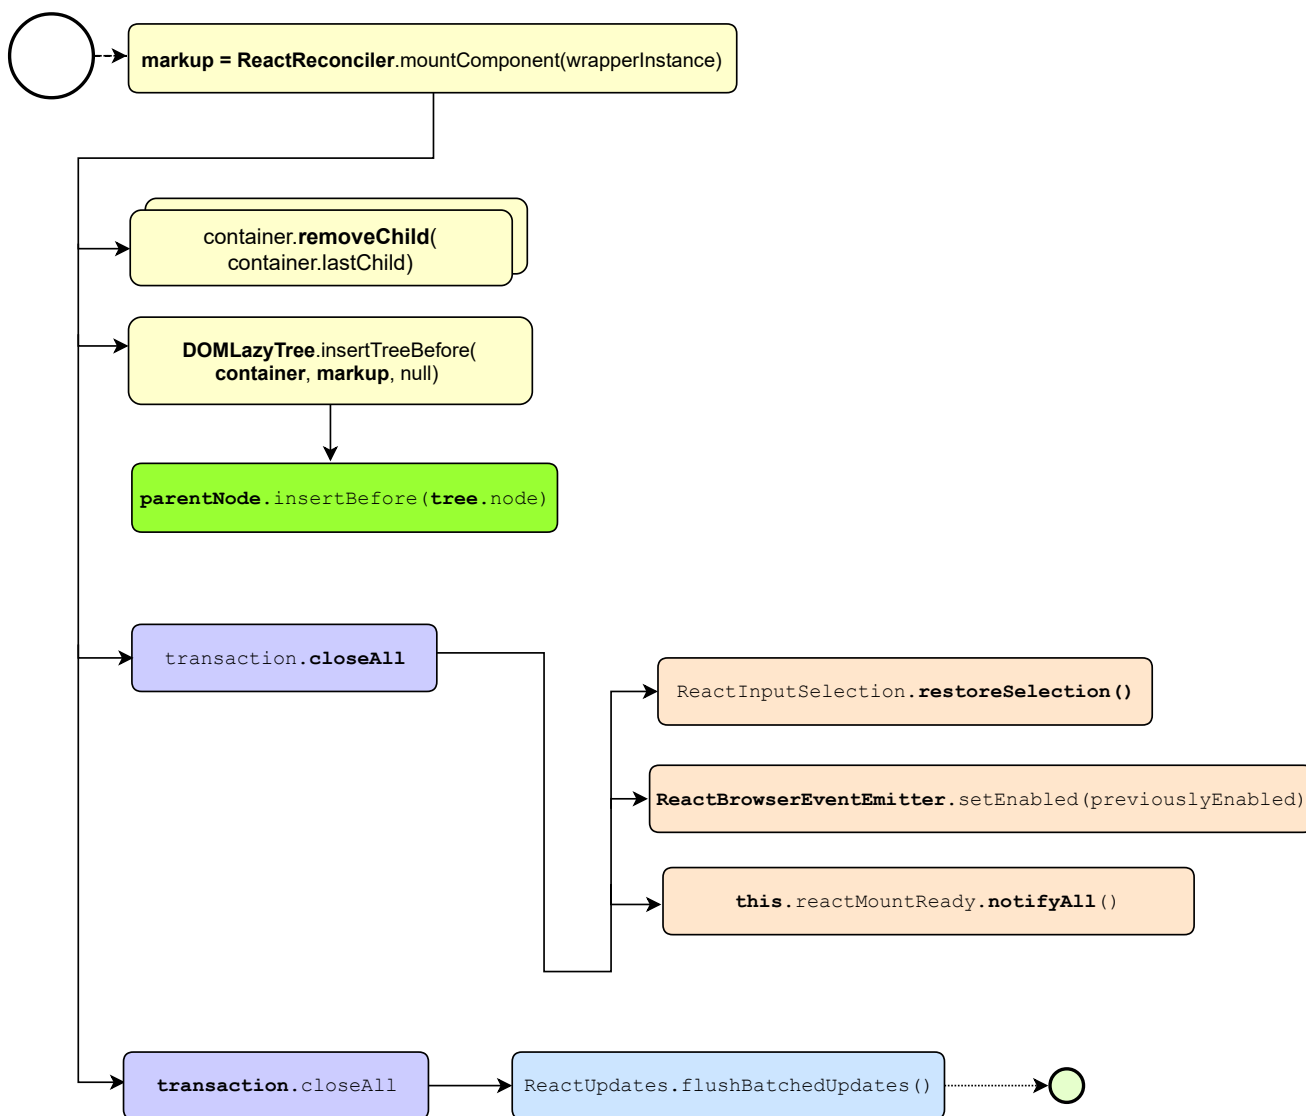 markup = ReactReconciler.mountComponent(wrapperInstance)
container.removeChild(
container.lastChild)
DOMLazyTree.insertTreeBefore(
container, markup, null)
parentNode.insertBefore(tree.node)
transaction.closeAll
ReactInputSelection.restoreSelection()
ReactBrowserEventEmitter.setEnabled(previouslyEnabled)
this.reactMountReady.notifyAll()
transaction.closeAll
ReactUpdates.flushBatchedUpdates()